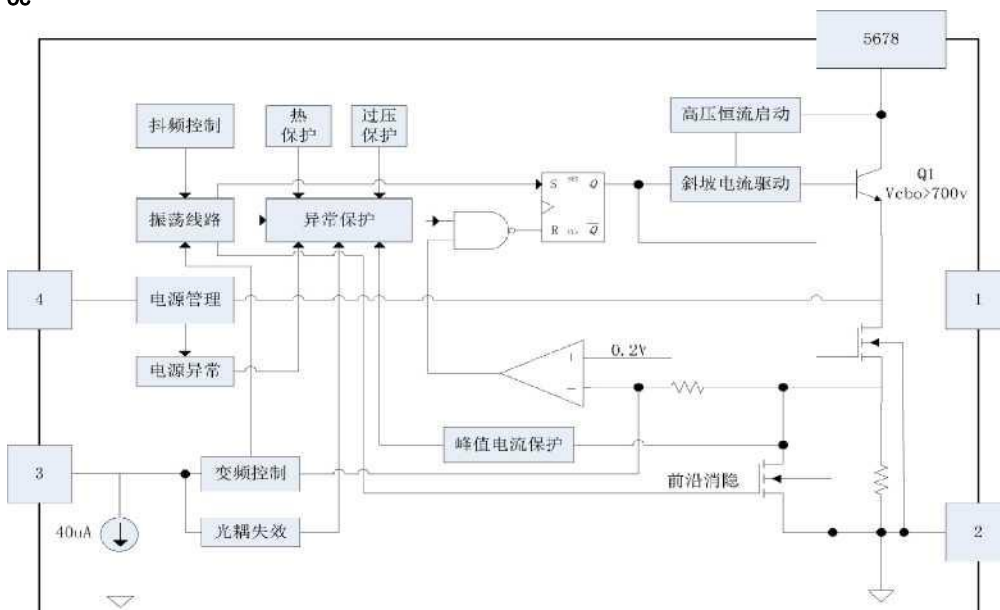 5678
高压恒流启动
抖频控制
热
保护
过压
保护
S
SET
Q
斜坡电流驱动
Q1
Vcbo>700v
振荡线路
异常保护
R
Q
4
电源管理
1
0.2V
电源异常
峰值电流保护
3
变频控制
前沿消隐
40uA
光耦失效
2